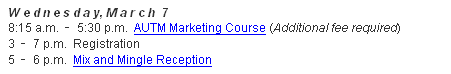 Wednesday, March 7
8:15 a.m. - 5:30 p.m. AUTM Marketing Course (Additional fee required)
3 - 7 p.m. Registration
5 - 6 p.m. Mix and Mingle Reception